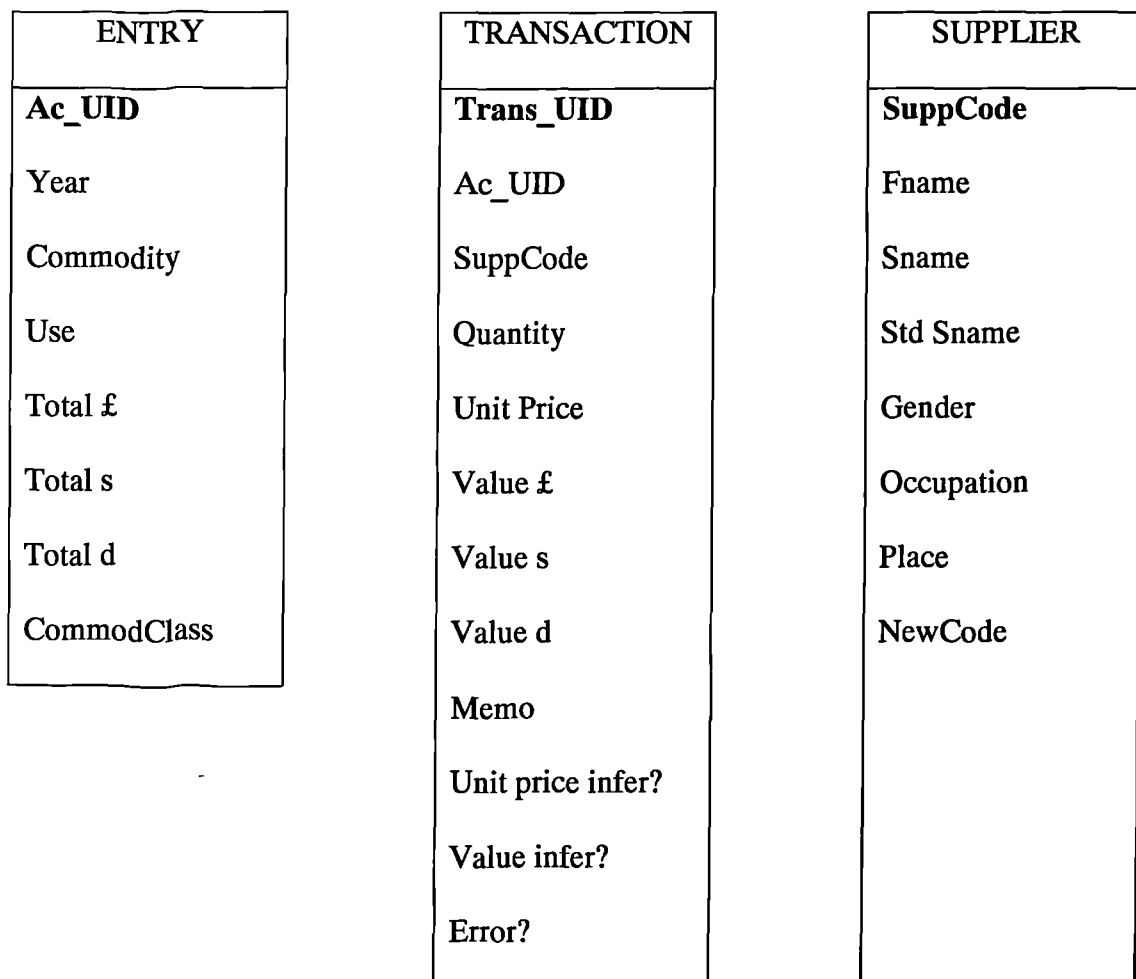 ENTRY
Ac_UID
Year
Commodity
Use
Total £
Total s
Total d
CommodClass
TRANSACTION
Trans_UID
Ac_UID
SuppCode
Quantity
Unit Price
Value £
Value s
Value d
Memo
Unit price infer?
Value infer?
Error?
SUPPLIER
SuppCode
Fname
Sname
Std Sname
Gender
Occupation
Place
NewCode